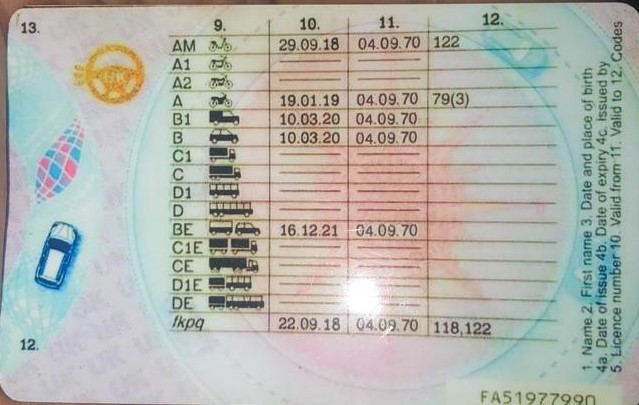 13.
9. 10. 11. 12.
AM 29.09.18 04.09.70 122
A1
A2
A 19.01.19 04.09.70 79(3)
B1 10.03.20 04.09.70
B 10.03.20 04.09.70
C1
C
D1
D
BE 16.12.21 04.09.70
C1E
CE
D1E
DE
fkpq 22.09.18 04.09.70 118,122
12.
1. Name 2. First name 3. Date and place of birth
4a. Date of issue 4b. Date of expiry 4c. Issued by
5. Licence number 10. Valid from 11. Valid to 12. Codes
FA51977990